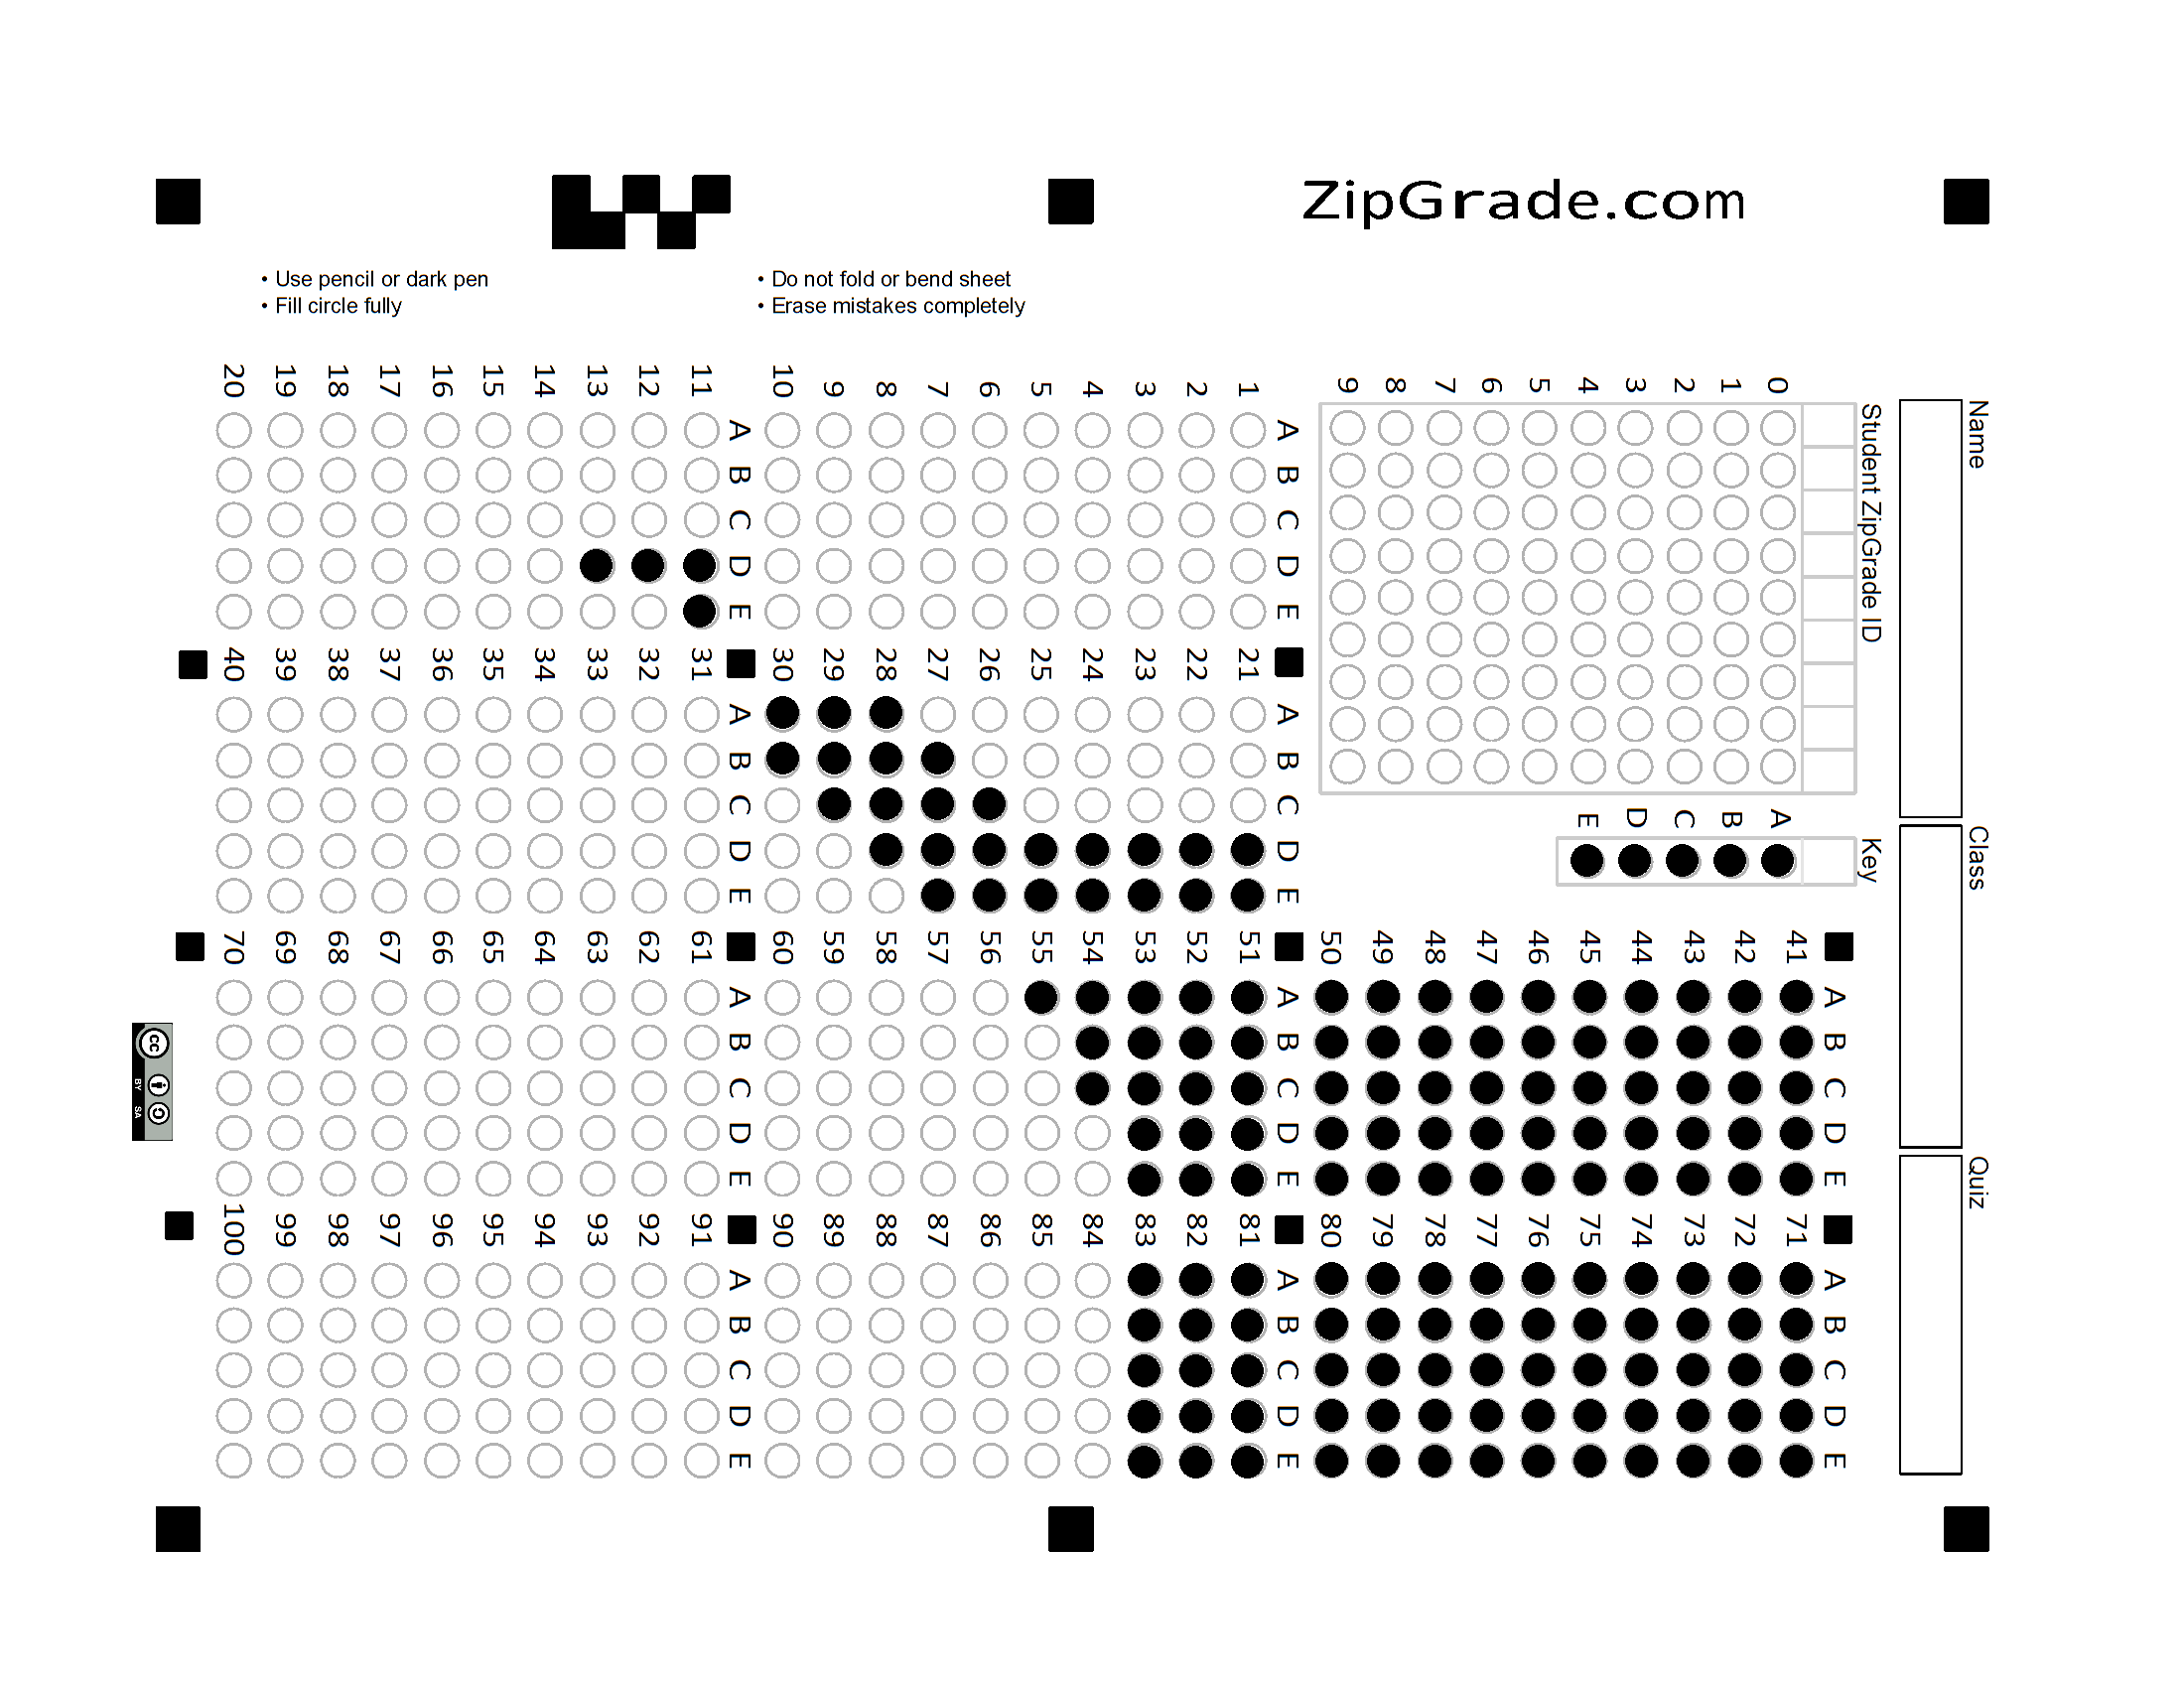 ZipGrade.com
• Use pencil or dark pen
• Fill circle fully
• Do not fold or bend sheet
• Erase mistakes completely
Name
Class
Quiz
Student ZipGrade ID
0 1 2 3 4 5 6 7 8 9
Key
A B C D E
41 42 43 44 45 46 47 48 49 50
A B C D E
71 72 73 74 75 76 77 78 79 80
A B C D E
1 2 3 4 5 6 7 8 9 10
A B C D E
21 22 23 24 25 26 27 28 29 30
A B C D E
51 52 53 54 55 56 57 58 59 60
A B C D E
81 82 83 84 85 86 87 88 89 90
A B C D E
11 12 13 14 15 16 17 18 19 20
A B C D E
31 32 33 34 35 36 37 38 39 40
A B C D E
61 62 63 64 65 66 67 68 69 70
A B C D E
91 92 93 94 95 96 97 98 99 100
A B C D E
cc
BY SA